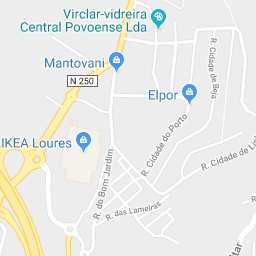 Virclar-vidreira
Central Povoense Lda
Mantovani
N 250
Elpor
R. Cidade de Beja
IKEA Loures
R. Cidade do Porto
R. Cidade de
R. do Bom Jardim
R. das Lameiras